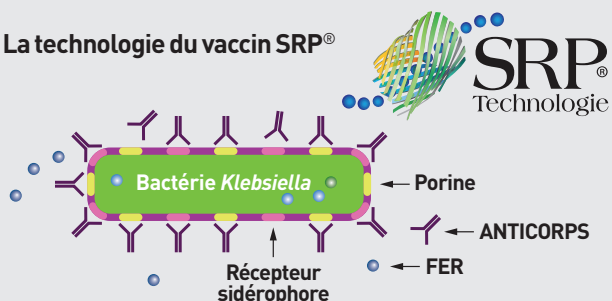 La technologie du vaccin SRP®
SRP®
Technologie
Bactérie Klebsiella
Porine
ANTICORPS
FER
Récepteur
sidérophore